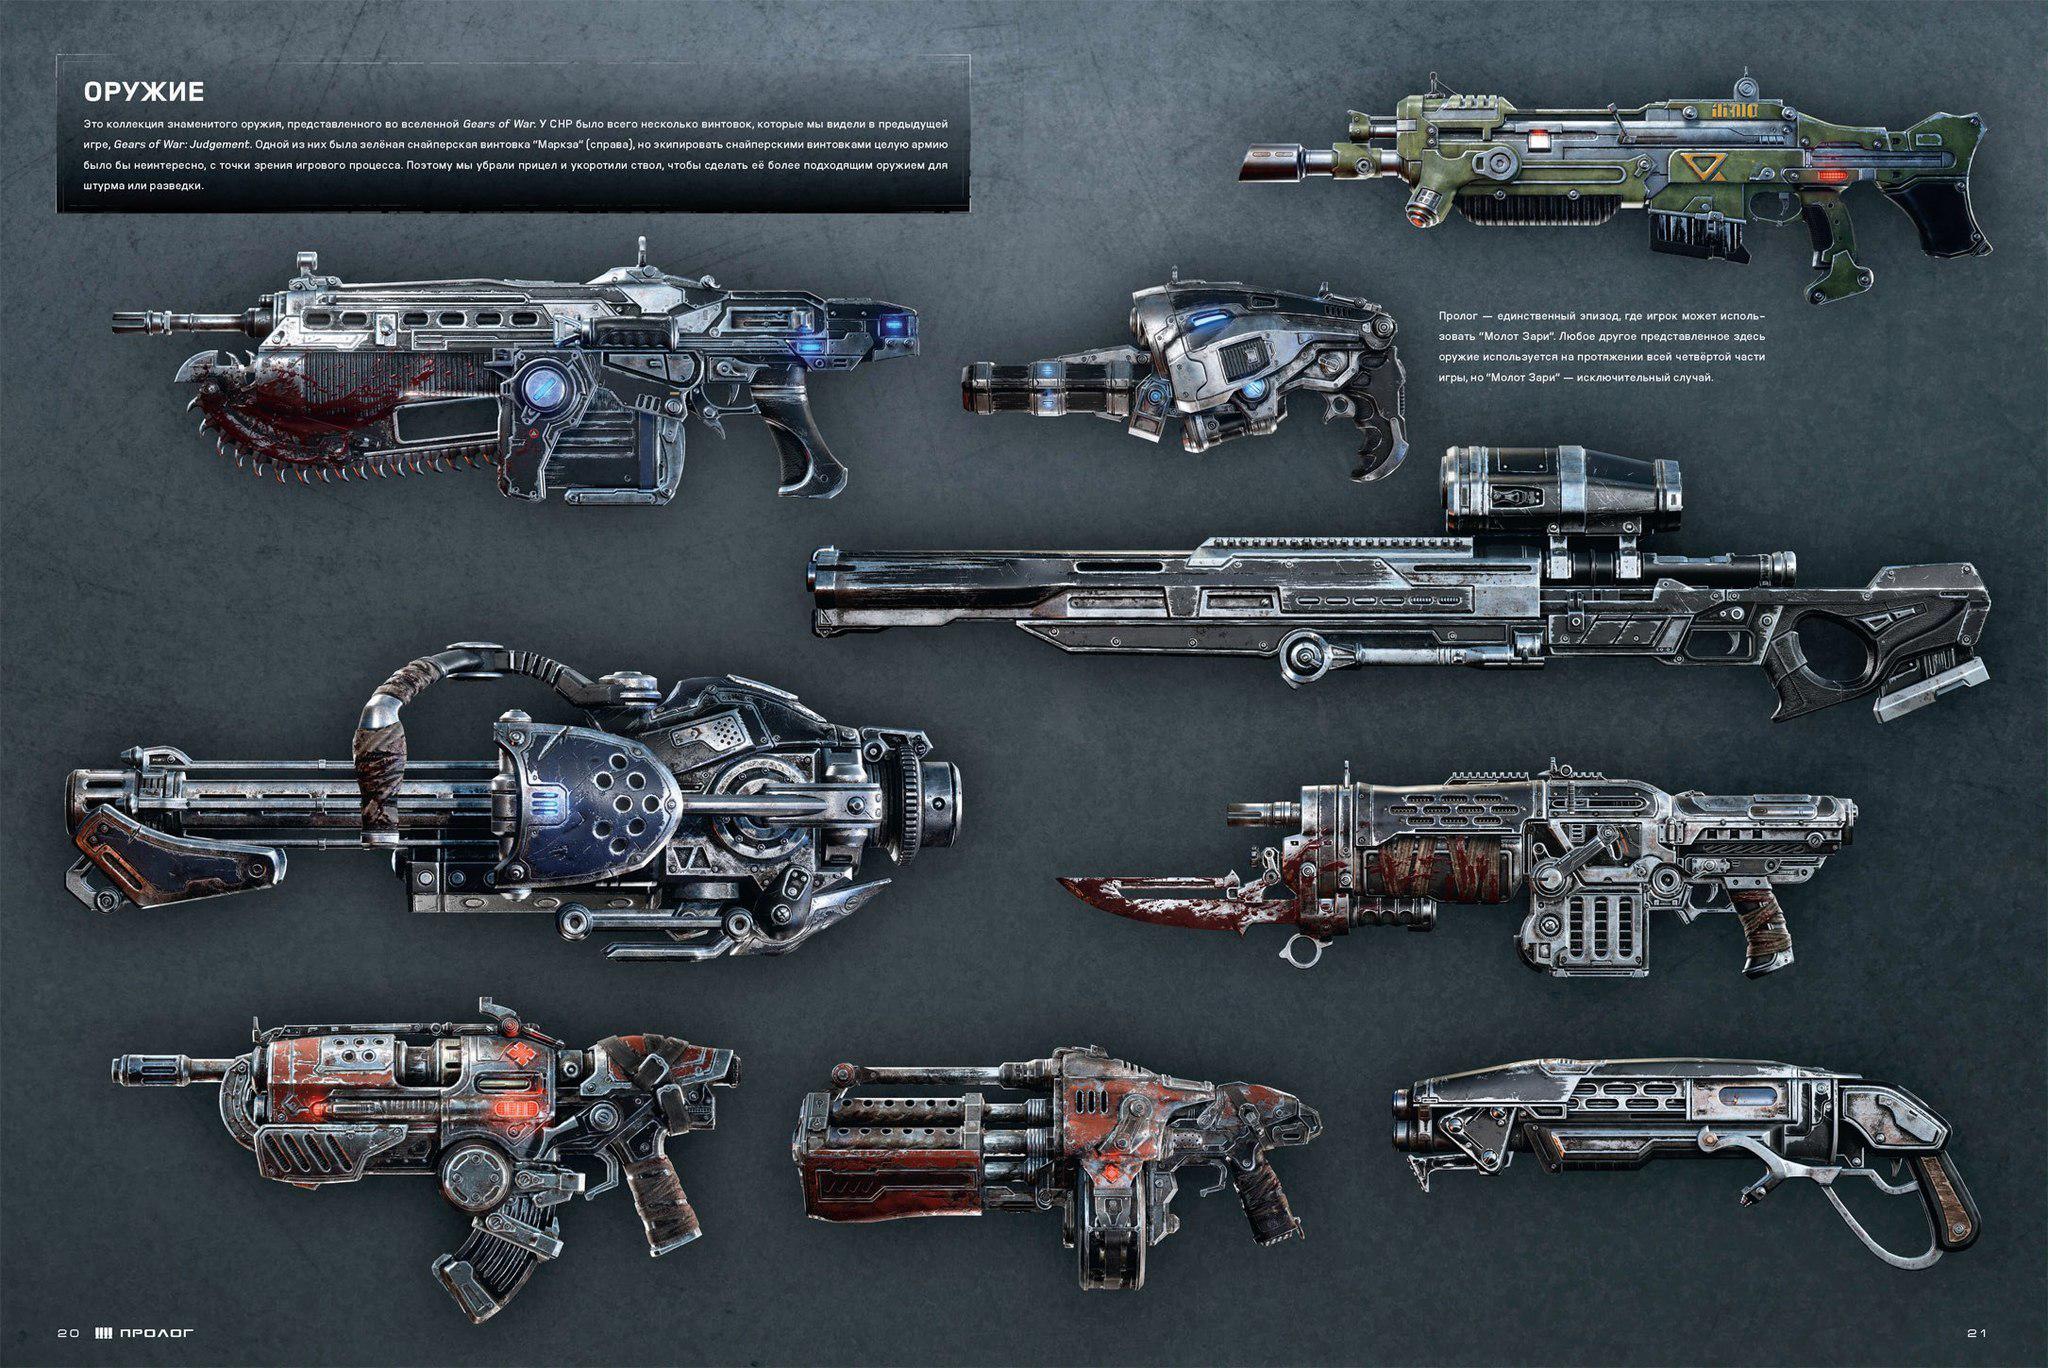 ОРУЖИЕ
Это коллекция знаменитого оружия, представленного во вселенной Gears of War. У СНР было всего несколько винтовок, которые мы видели в предыдущей
игре, Gears of War: Judgement. Одной из них была зелёная снайперская винтовка "Маркза" (справа), но экипировать снайперскими винтовками целую армию
было бы неинтересно, с точки зрения игрового процесса. Поэтому мы убрали прицел и укоротили ствол, чтобы сделать её более подходящим оружием для
штурма или разведки.
Пролог — единственный эпизод, где игрок может исполь-
зовать "Молот Зари". Любое другое представленное здесь
оружие используется на протяжении всей четвёртой части
игры, но "Молот Зари" — исключительный случай.
20 ПРОЛОГ
21